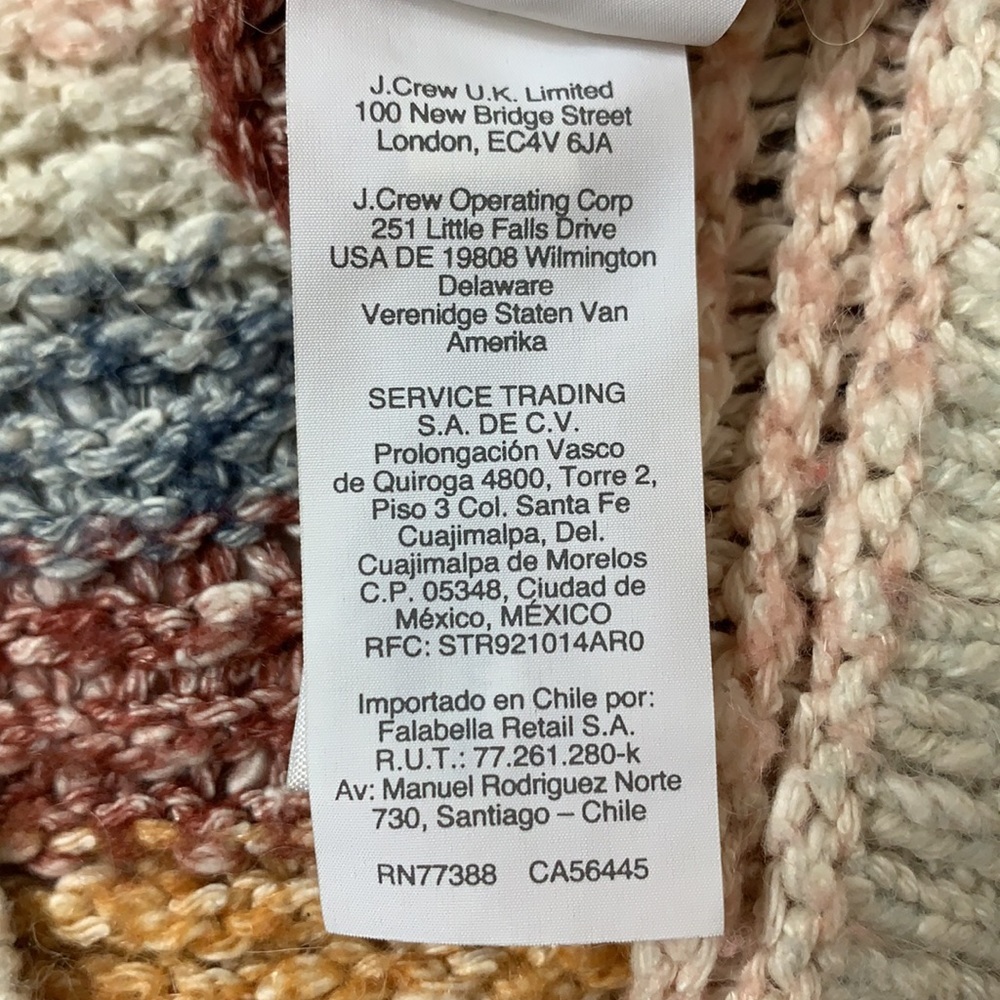 J.Crew U.K. Limited
100 New Bridge Street
London, EC4V 6JA
J.Crew Operating Corp
251 Little Falls Drive
USA DE 19808 Wilmington
Delaware
Verenidge Staten Van
Amerika
SERVICE TRADING
S.A. DE C.V.
Prolongación Vasco
de Quiroga 4800, Torre 2,
Piso 3 Col. Santa Fe
Cuajimalpa, Del.
Cuajimalpa de Morelos
C.P. 05348, Ciudad de
México, MÉXICO
RFC: STR921014AR0
Importado en Chile por:
Falabella Retail S.A.
R.U.T.: 77.261.280-k
Av: Manuel Rodriguez Norte
730, Santiago – Chile
RN77388 CA56445